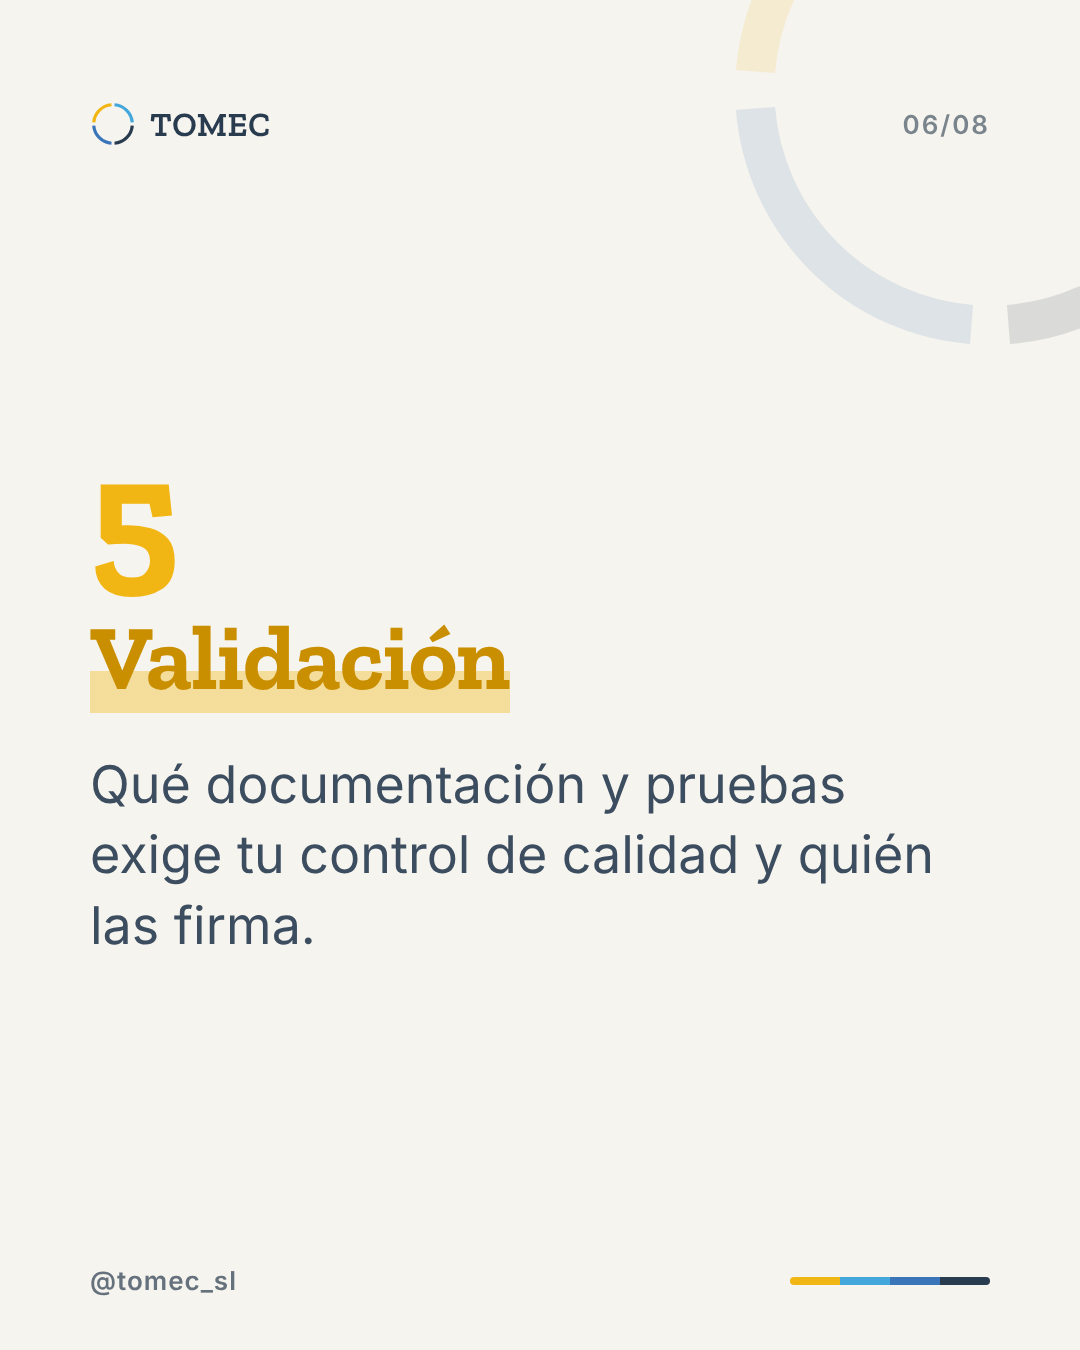 TOMEC
06/08
5
Validación
Qué documentación y pruebas
exige tu control de calidad y quién
las firma.
@tomec_sl